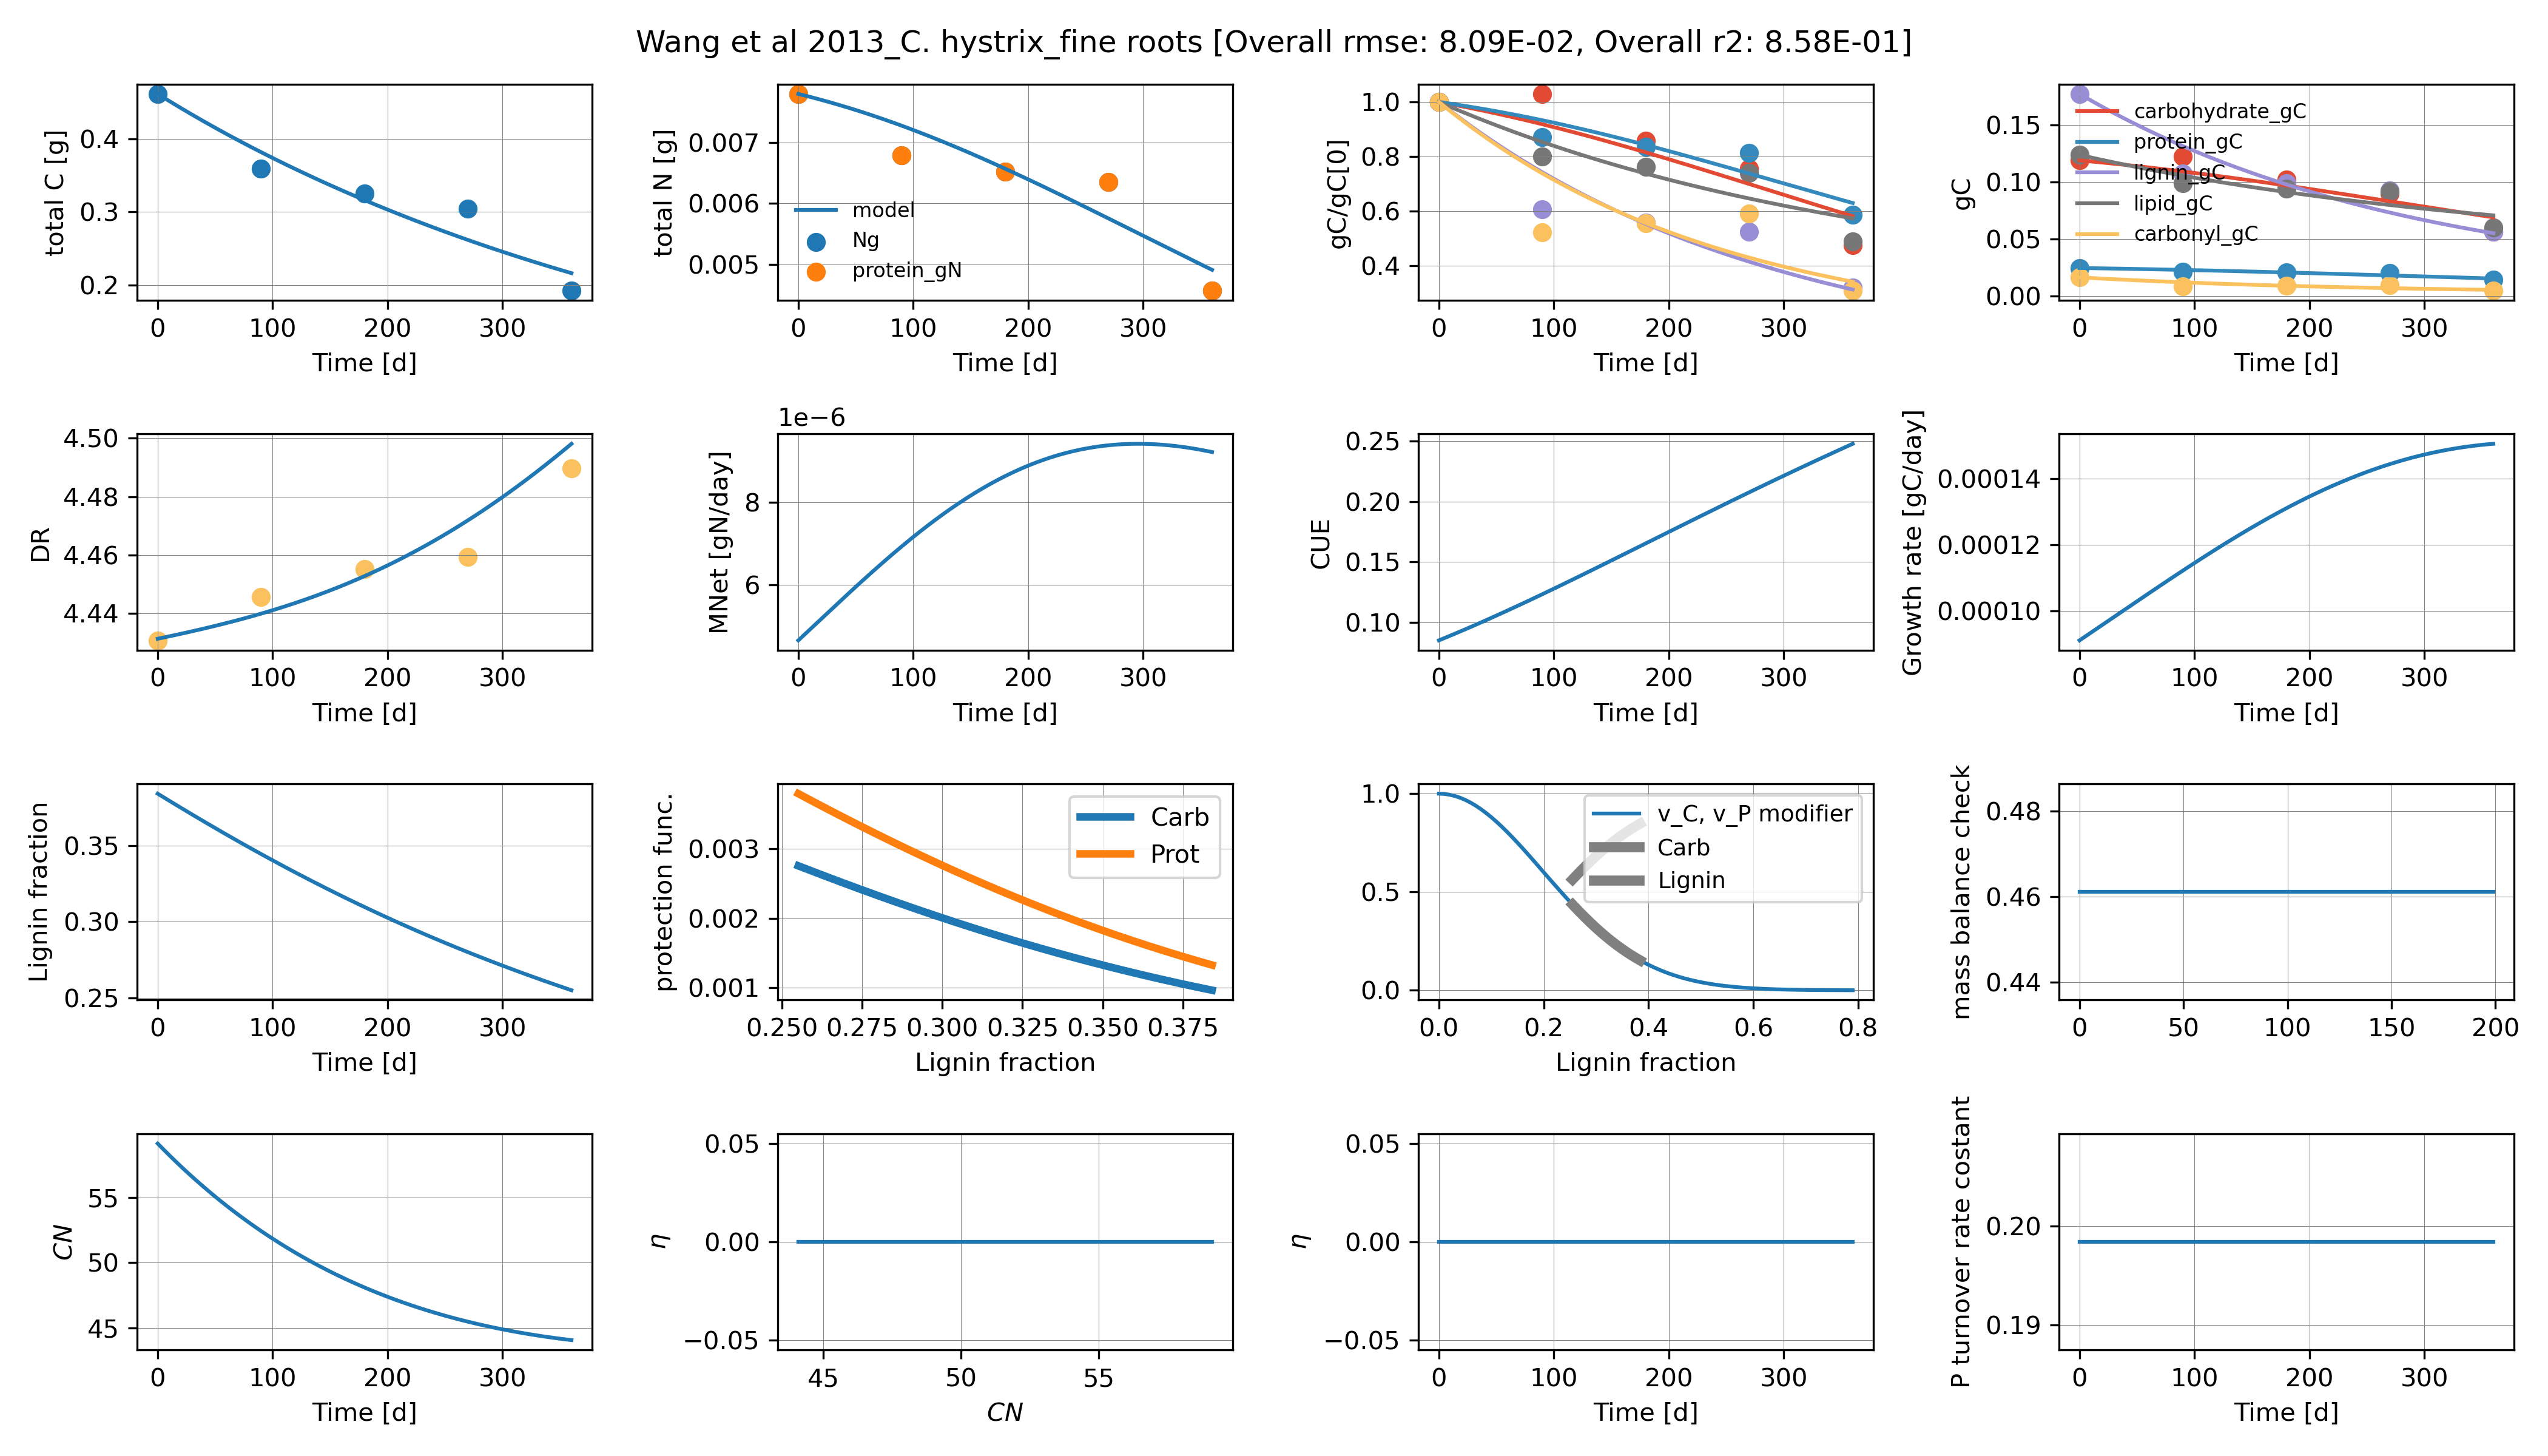 Wang et al 2013_C. hystrix_fine roots [Overall rmse: 8.09E-02, Overall r2: 8.58E-01]
total C [g]
0.4
0.3
0.2
0 100 200 300
Time [d]
total N [g]
0.007
0.006
0.005
model
Ng
protein_gN
0 100 200 300
Time [d]
gC/gC[0]
1.0
0.8
0.6
0.4
0 100 200 300
Time [d]
gC
0.15
0.10
0.05
0.00
carbohydrate_gC
protein_gC
lignin_gC
lipid_gC
carbonyl_gC
0 100 200 300
Time [d]
DR
4.50
4.48
4.46
4.44
0 100 200 300
Time [d]
1e−6
MNet [gN/day]
8
6
0 100 200 300
Time [d]
CUE
0.25
0.20
0.15
0.10
0 100 200 300
Time [d]
Growth rate [gC/day]
0.00014
0.00012
0.00010
0 100 200 300
Time [d]
Lignin fraction
0.35
0.30
0.25
0 100 200 300
Time [d]
protection func.
0.003
0.002
0.001
Carb
Prot
0.250 0.275 0.300 0.325 0.350 0.375
Lignin fraction
1.0
0.5
0.0
v_C, v_P modifier
Carb
Lignin
0.0 0.2 0.4 0.6 0.8
Lignin fraction
mass balance check
0.48
0.46
0.44
0 50 100 150 200
CN
55
50
45
0 100 200 300
Time [d]
η
0.05
0.00
−0.05
45 50 55
CN
η
0.05
0.00
−0.05
0 100 200 300
Time [d]
P turnover rate costant
0.20
0.19
0 100 200 300
Time [d]